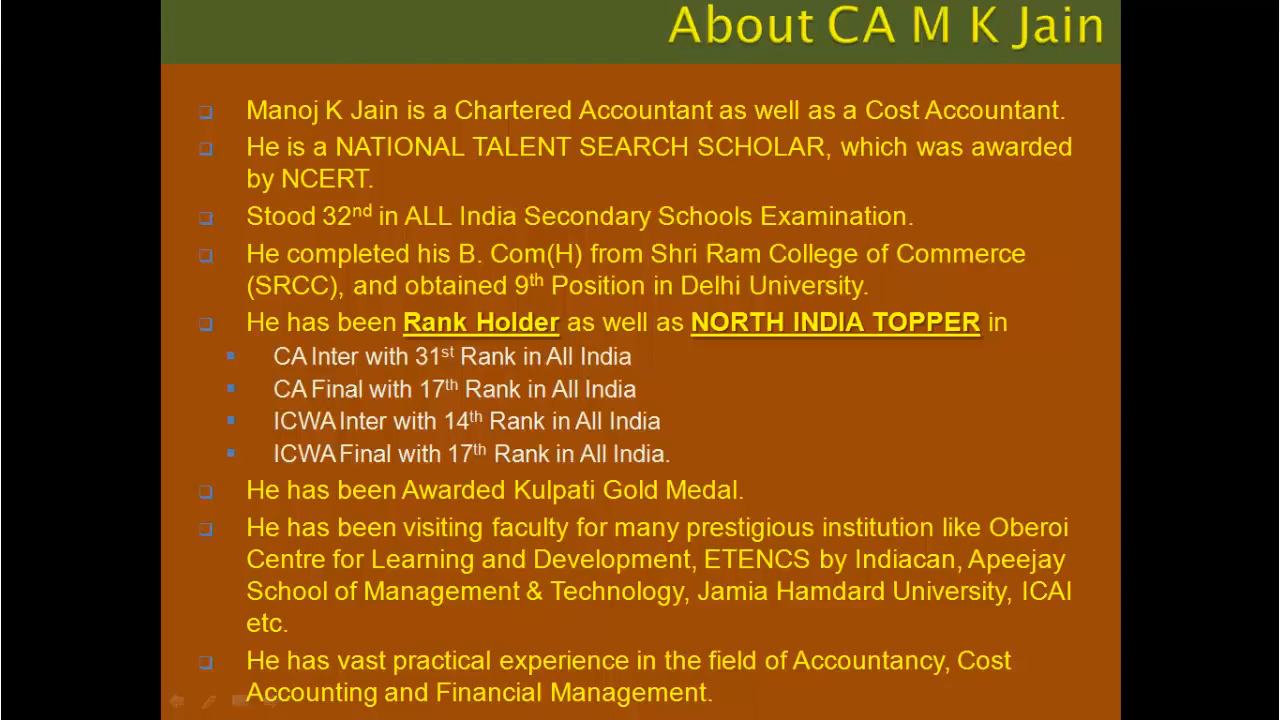 About CA M K Jain
Manoj K Jain is a Chartered Accountant as well as a Cost Accountant.
He is a NATIONAL TALENT SEARCH SCHOLAR, which was awarded
by NCERT.
Stood 32nd in ALL India Secondary Schools Examination.
He completed his B. Com(H) from Shri Ram College of Commerce
(SRCC), and obtained 9th Position in Delhi University.
He has been Rank Holder as well as NORTH INDIA TOPPER in
CA Inter with 31st Rank in All India
CA Final with 17th Rank in All India
ICWA Inter with 14th Rank in All India
ICWA Final with 17th Rank in All India.
He has been Awarded Kulpati Gold Medal.
He has been visiting faculty for many prestigious institution like Oberoi
Centre for Learning and Development, ETENCS by Indiacan, Apeejay
School of Management & Technology, Jamia Hamdard University, ICAI
etc.
He has vast practical experience in the field of Accountancy, Cost
Accounting and Financial Management.